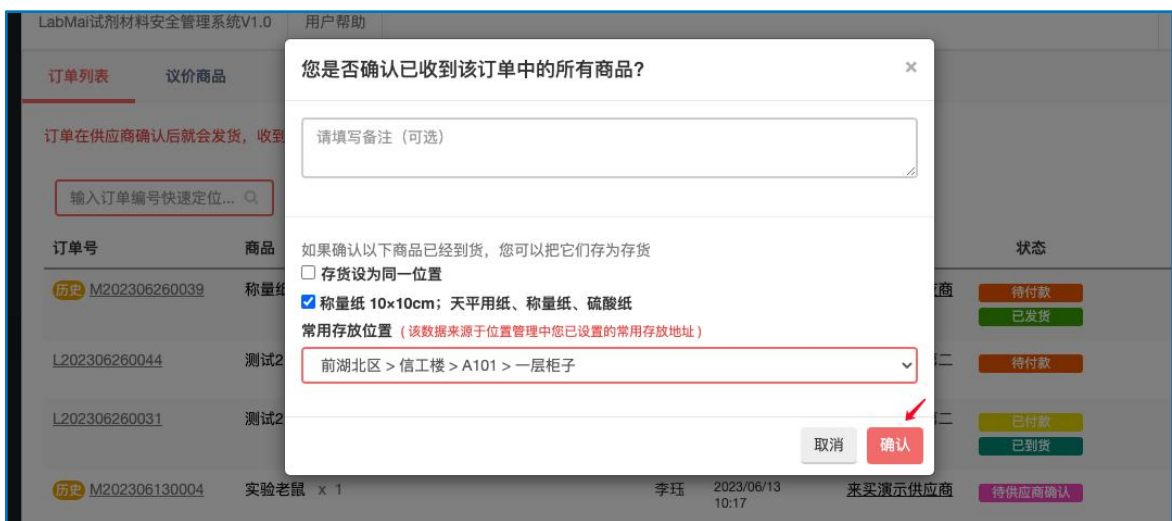 LabMai试剂材料安全管理系统V1.0 用户帮助
您是否确认已收到该订单中的所有商品? ×
订单列表 议价商品
请填写备注（可选）
订单在供应商确认后就会发货，收到
输入订单编号快速定位...
订单号 商品 状态
如果确认以下商品已经到货，您可以把它们存为存货
存货设为同一位置
历史 M202306260039 称量纸 商 待付款
称量纸 10×10cm；天平用纸、称量纸、硫酸纸
已发货
常用存放位置（该数据来源于位置管理中您已设置的常用存放地址）
前湖北区 > 信工楼 > A101 > 一层柜子
L202306260044 测试2 二 待付款
L202306260031 测试2 二 已付款
已到货
取消 确认
历史 M202306130004 实验老鼠 x 1 李珏 2023/06/13 来买演示供应商 待供应商确认
10:17